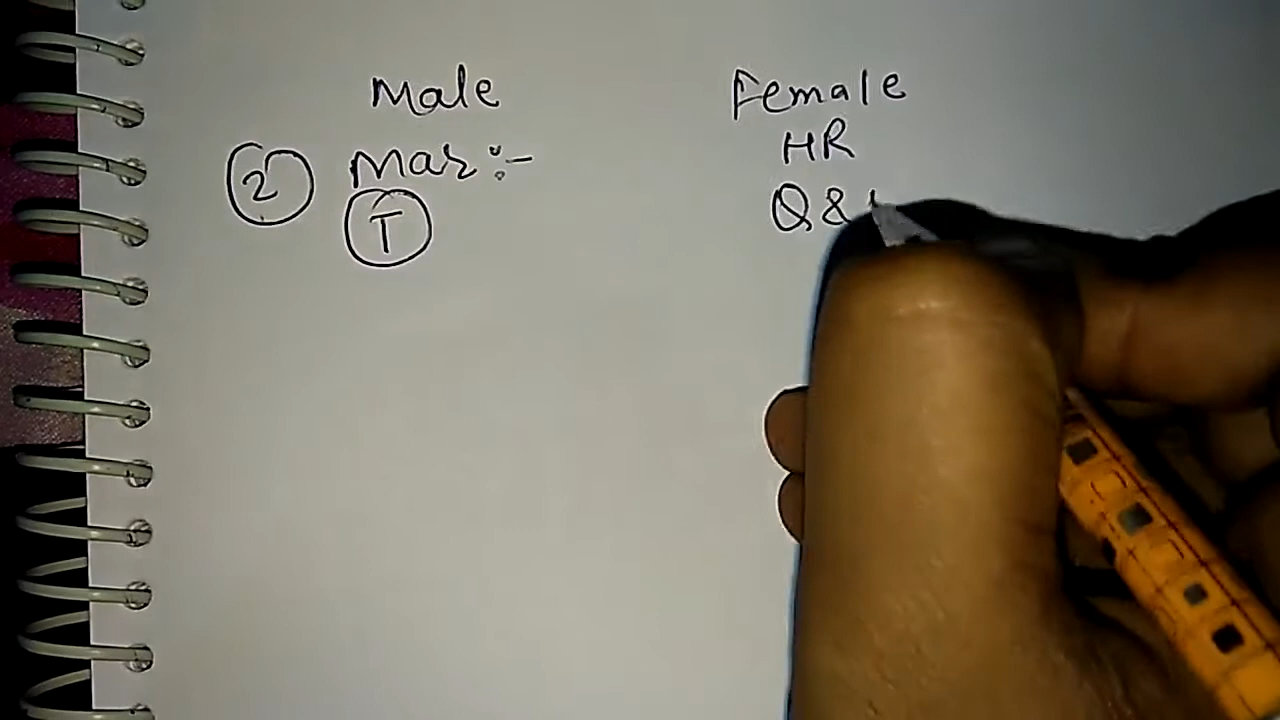 Male Female
② Mar :- HR
Ⓣ Q &